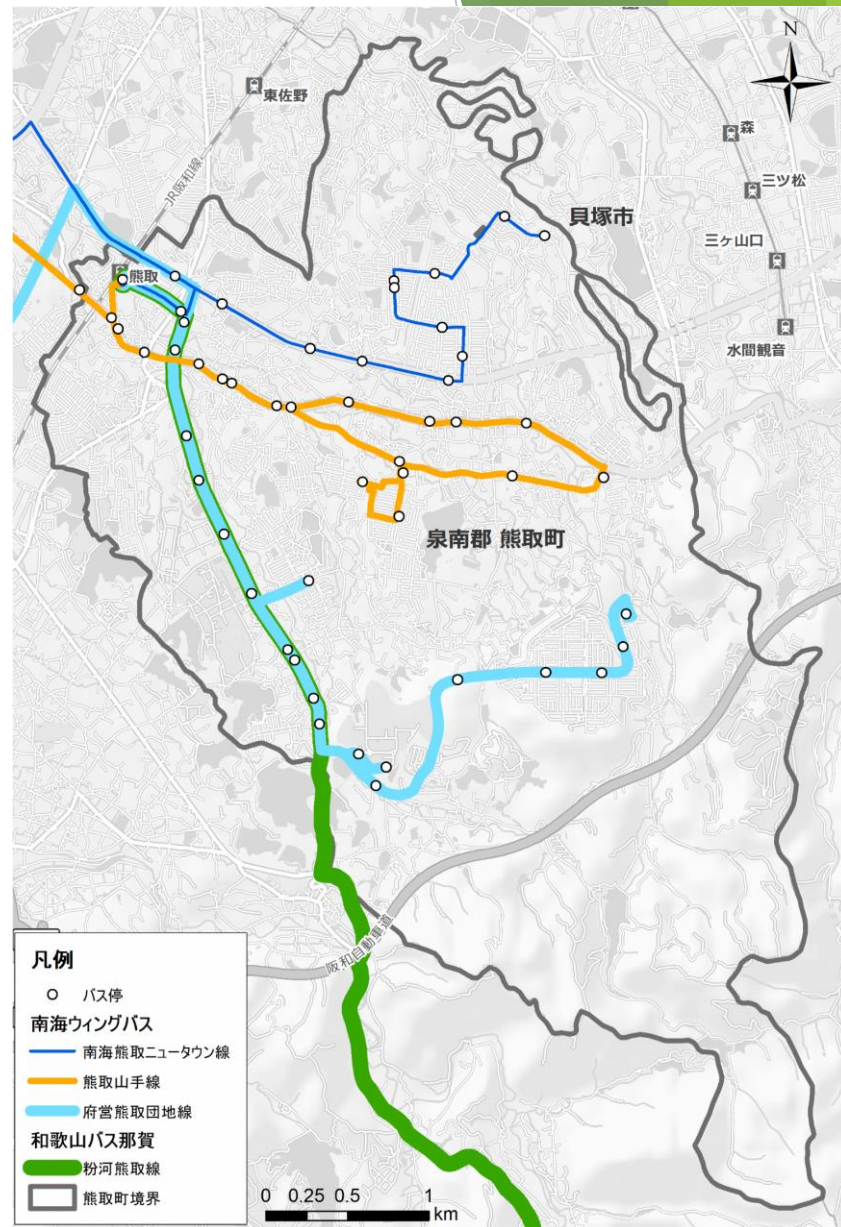 N
東佐野
森
JR阪和線
三ツ松
貝塚市
三ケ山口
熊取
水間観音
泉南郡 熊取町
阪和自動車道
凡例
バス停
南海ウィングバス
南海熊取ニュータウン線
熊取山手線
府営熊取団地線
和歌山バス那賀
粉河熊取線
熊取町境界
0 0.25 0.5 1
km